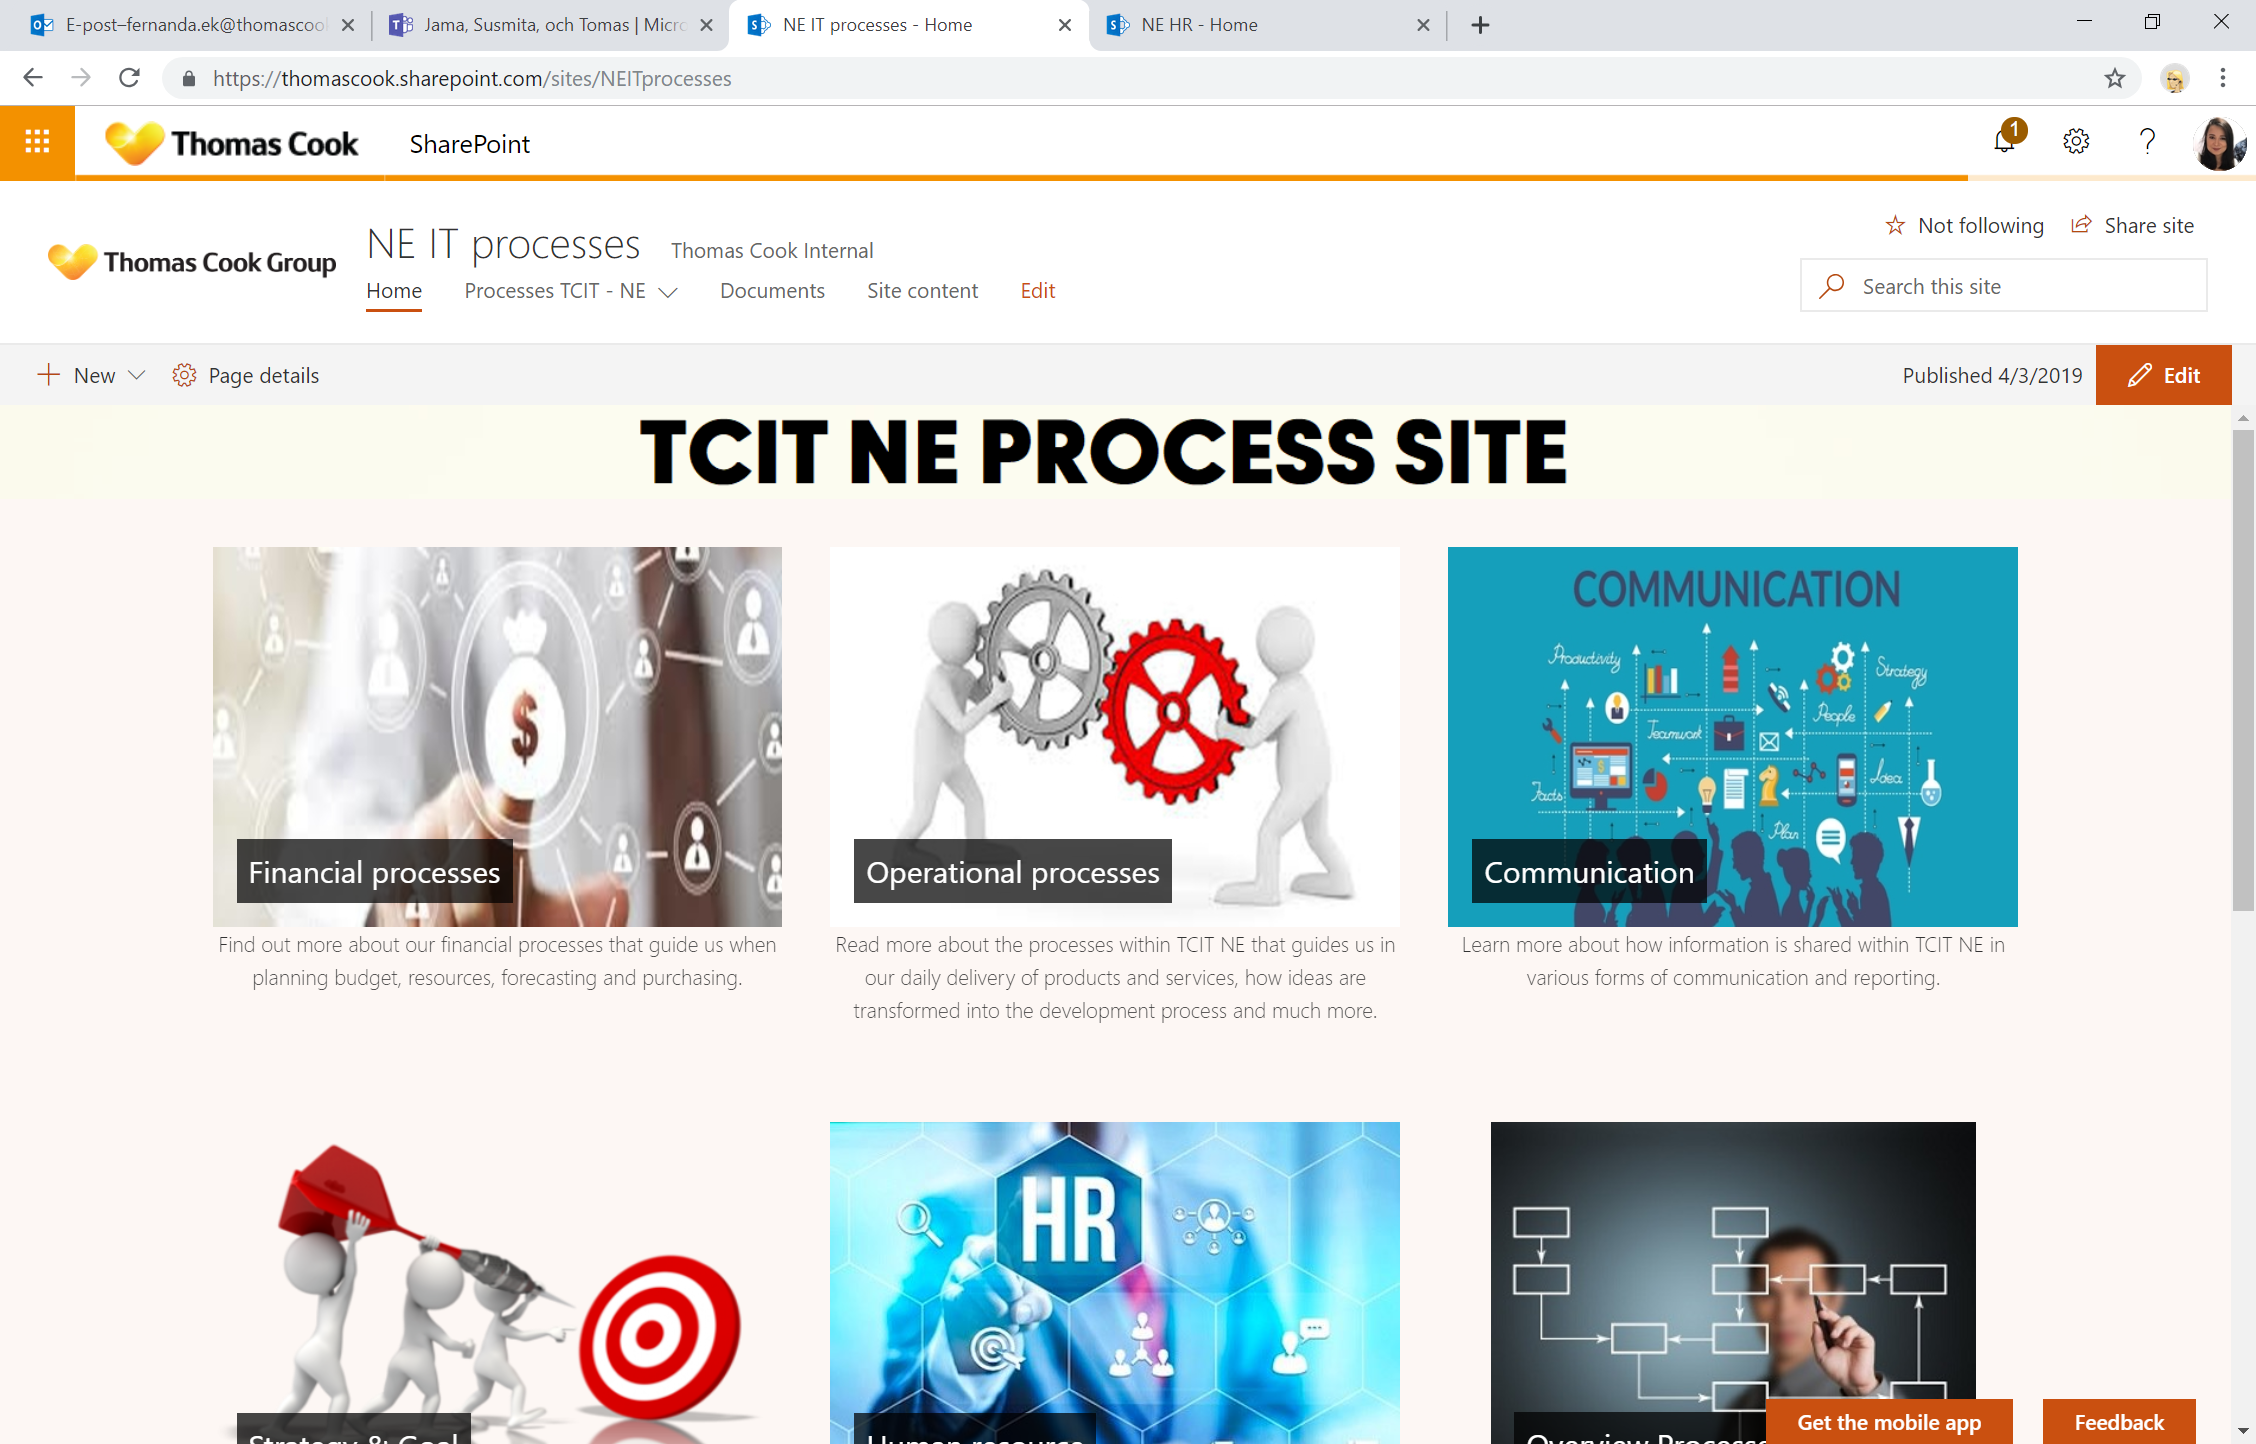 E-post–fernanda.ek@thomascool
Jama, Susmita, och Tomas | Micro
NE IT processes - Home
NE HR - Home
https://thomascook.sharepoint.com/sites/NEITprocesses
Thomas Cook
SharePoint
1
Thomas Cook Group
NE IT processes
Thomas Cook Internal
Not following
Share site
Home
Processes TCIT - NE
Documents
Site content
Edit
Search this site
New
Page details
Published 4/3/2019
Edit
TCIT NE PROCESS SITE
$
Financial processes
Find out more about our financial processes that guide us when
planning budget, resources, forecasting and purchasing.
Operational processes
Read more about the processes within TCIT NE that guides us in
our daily delivery of products and services, how ideas are
transformed into the development process and much more.
COMMUNICATION
Productivity
Strategy
People
Teamwork
Idea
Facts
Plan
Communication
Learn more about how information is shared within TCIT NE in
various forms of communication and reporting.
Strategy & Goal
HR
Human resource
Overview Processe
Get the mobile app
Feedback